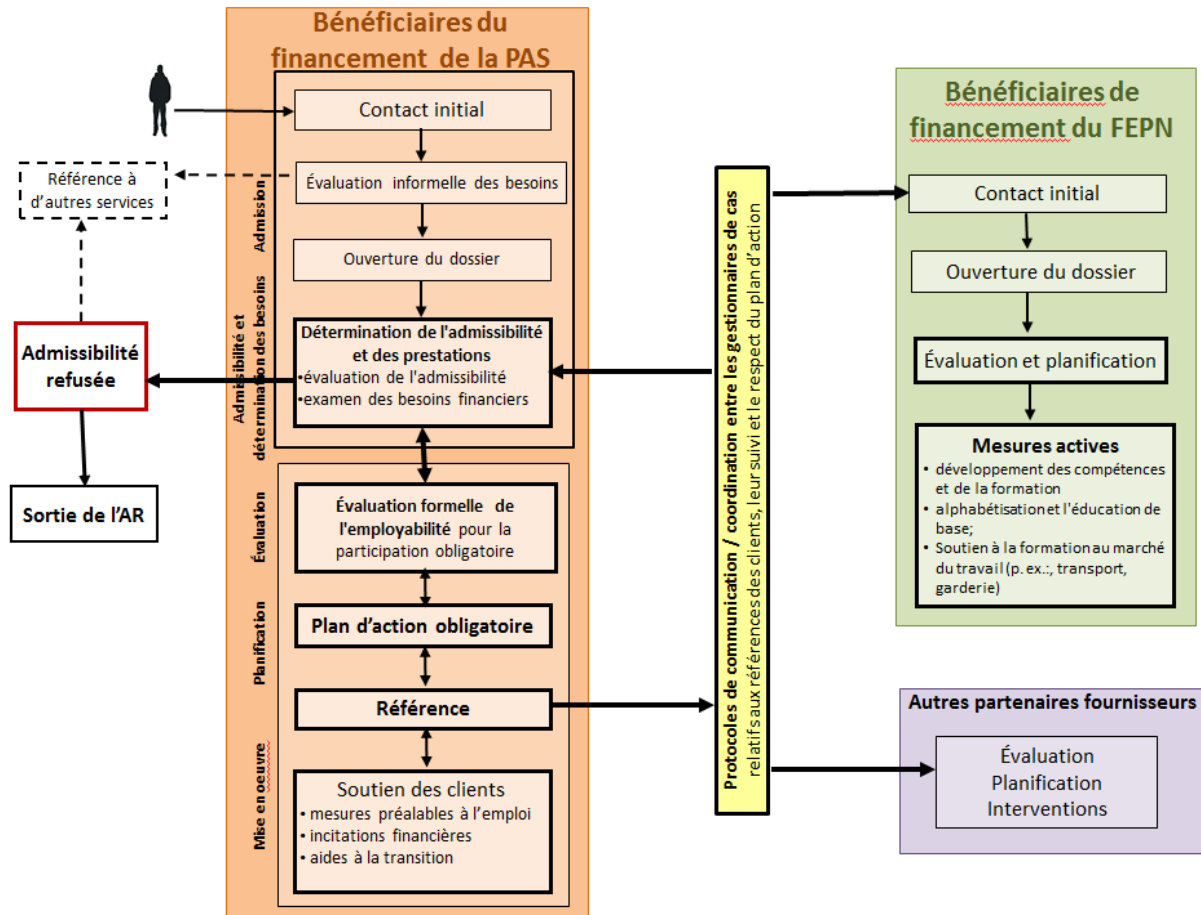 Bénéficiaires du
financement de la PAS
Contact initial
Évaluation informelle des besoins
Référence à
d'autres services
Admission
Ouverture du dossier
Admissibilité et
détermination des besoins
Détermination de l'admissibilité
et des prestations
•évaluation de l'admissibilité
•examen des besoins financiers
Admissibilité
refusée
Sortie de l'AR
Évaluation
Évaluation formelle de
l'employabilité pour la
participation obligatoire
Planification
Plan d'action obligatoire
Référence
Mise en oeuvre
Soutien des clients
• mesures préalables à l'emploi
• incitations financières
• aides à la transition
Protocoles de communication / coordination entre les gestionnaires de cas
relatifs aux références des clients, leur suivi et le respect du plan d'action
Bénéficiaires de
financement du FEPN
Contact initial
Ouverture du dossier
Évaluation et planification
Mesures actives
• développement des compétences
et de la formation
• alphabétisation et l'éducation de
base;
• Soutien à la formation au marché
du travail (p. ex.:, transport,
garderie)
Autres partenaires fournisseurs
Évaluation
Planification
Interventions